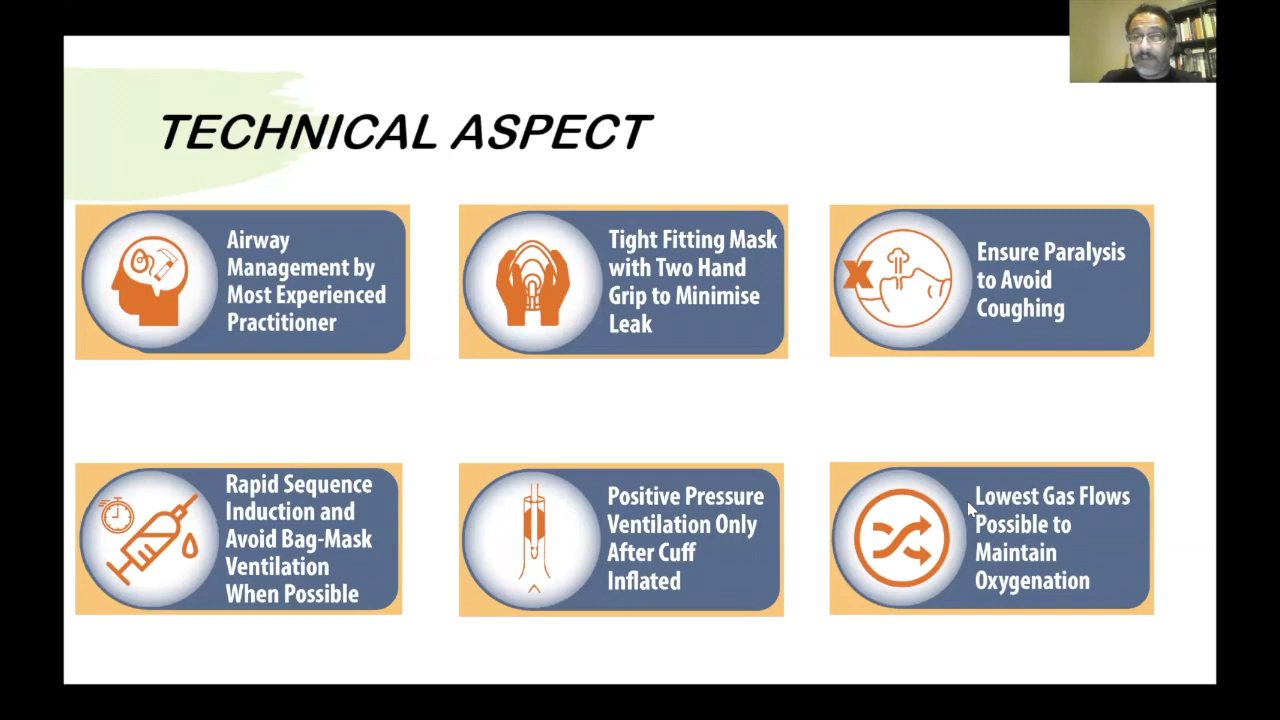 TECHNICAL ASPECT
Airway
Management by
Most Experienced
Practitioner
Tight Fitting Mask
with Two Hand
Grip to Minimise
Leak
Ensure Paralysis
to Avoid
Coughing
Rapid Sequence
Induction and
Avoid Bag-Mask
Ventilation
When Possible
Positive Pressure
Ventilation Only
After Cuff
Inflated
Lowest Gas Flows
Possible to
Maintain
Oxygenation